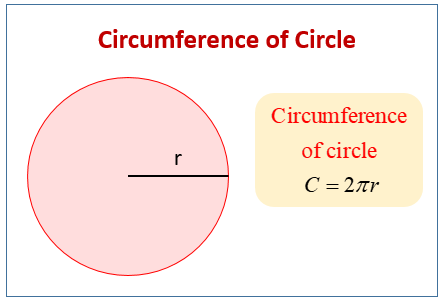 Circumference of Circle
r
Circumference
of circle
C = 2πr